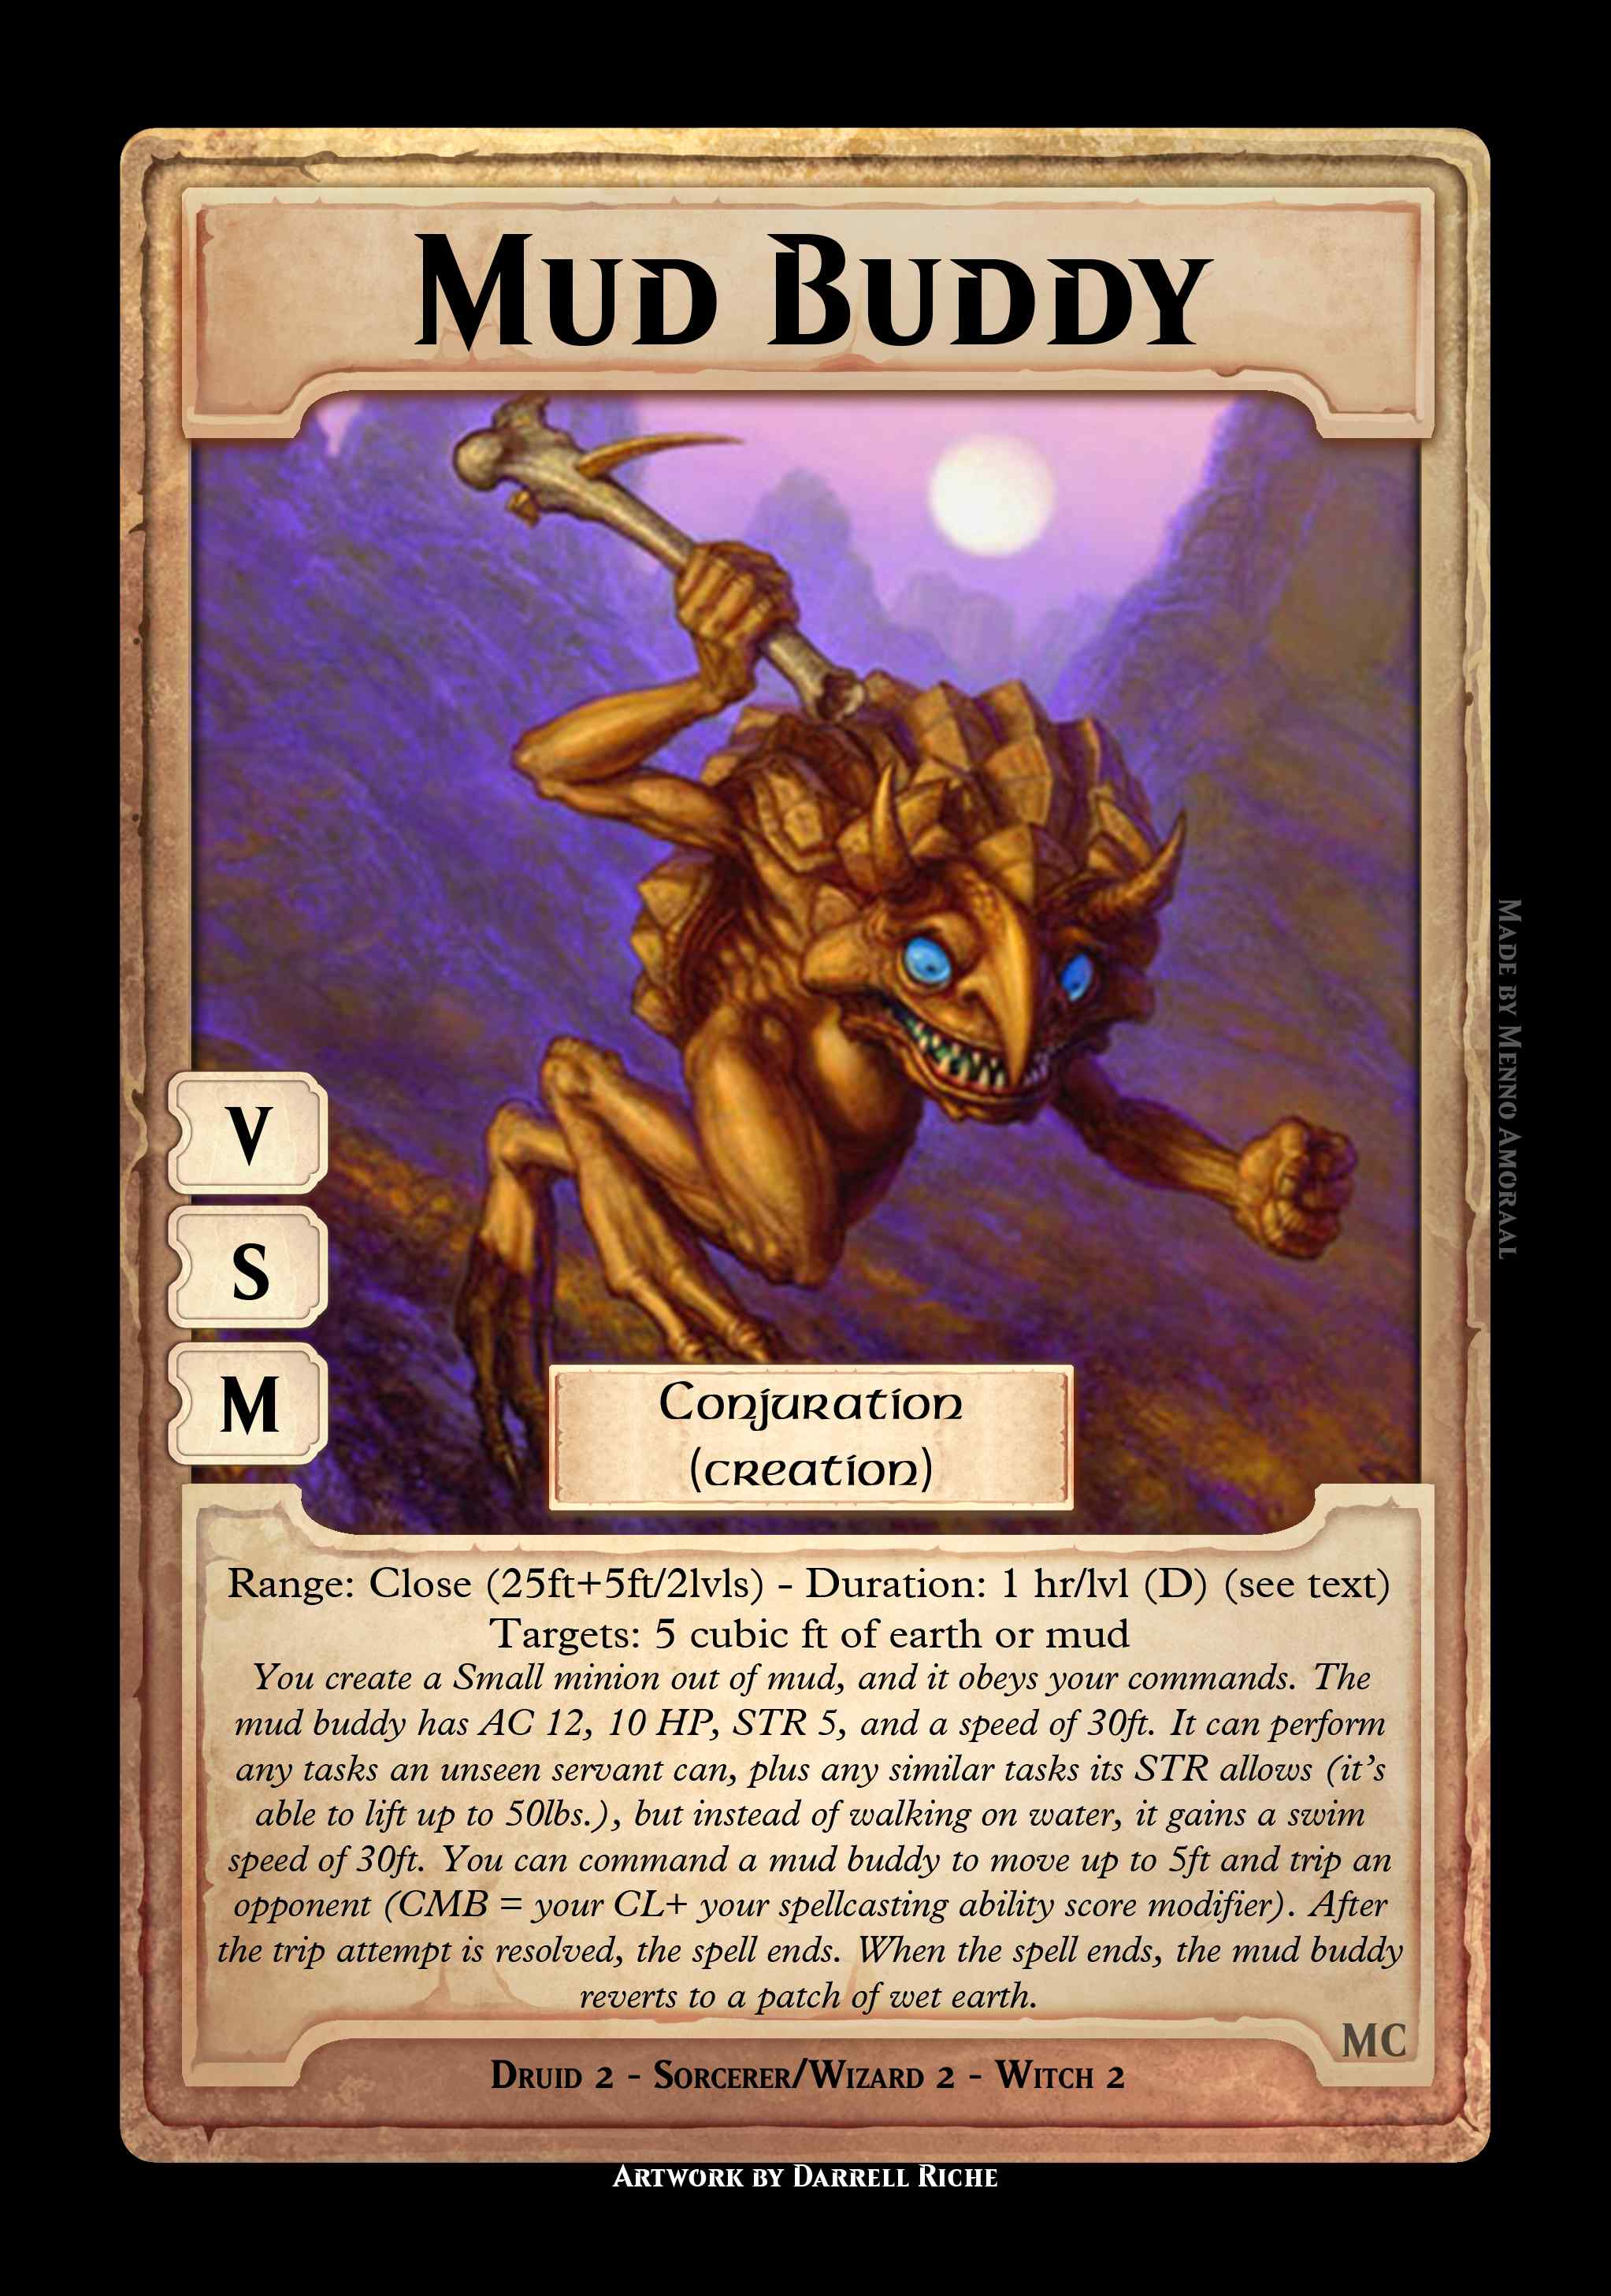 Mud Buddy
V
S
M
Conjuration
(creation)
Range: Close (25ft+5ft/2lvls) - Duration: 1 hr/lvl (D) (see text)
Targets: 5 cubic ft of earth or mud
You create a Small minion out of mud, and it obeys your commands. The
mud buddy has AC 12, 10 HP, STR 5, and a speed of 30ft. It can perform
any tasks an unseen servant can, plus any similar tasks its STR allows (it's
able to lift up to 50lbs.), but instead of walking on water, it gains a swim
speed of 30ft. You can command a mud buddy to move up to 5ft and trip an
opponent (CMB = your CL+ your spellcasting ability score modifier). After
the trip attempt is resolved, the spell ends. When the spell ends, the mud buddy
reverts to a patch of wet earth.
MC
Druid 2 - Sorcerer/Wizard 2 - Witch 2
Artwork by Darrell Riche
Made by Menno Amoraal